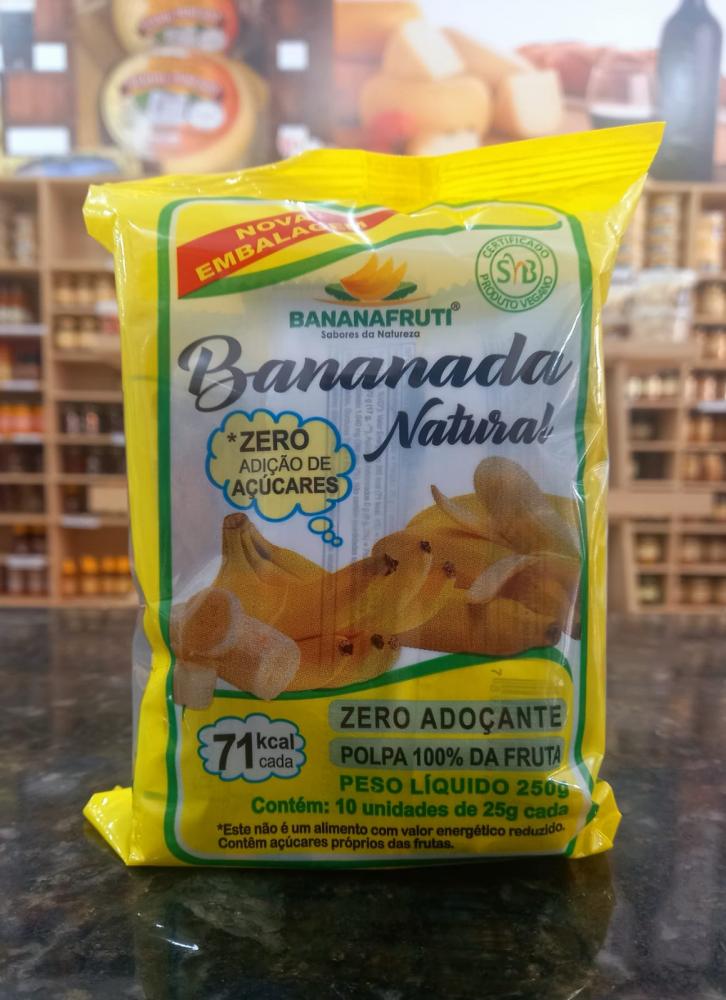 NOVA
EMBALAGEM
CERTIFICADO
SVB
PRODUTO VEGANO
BANANAFRUTI®
Sabores da Natureza
Bananada
Natural
*ZERO
ADIÇÃO DE
AÇÚCARES
71 kcal
cada
ZERO ADOÇANTE
POLPA 100% DA FRUTA
PESO LÍQUIDO 250g
Contém: 10 unidades de 25g cada
*Este não é um alimento com valor energético reduzido.
Contêm açúcares próprios das frutas.